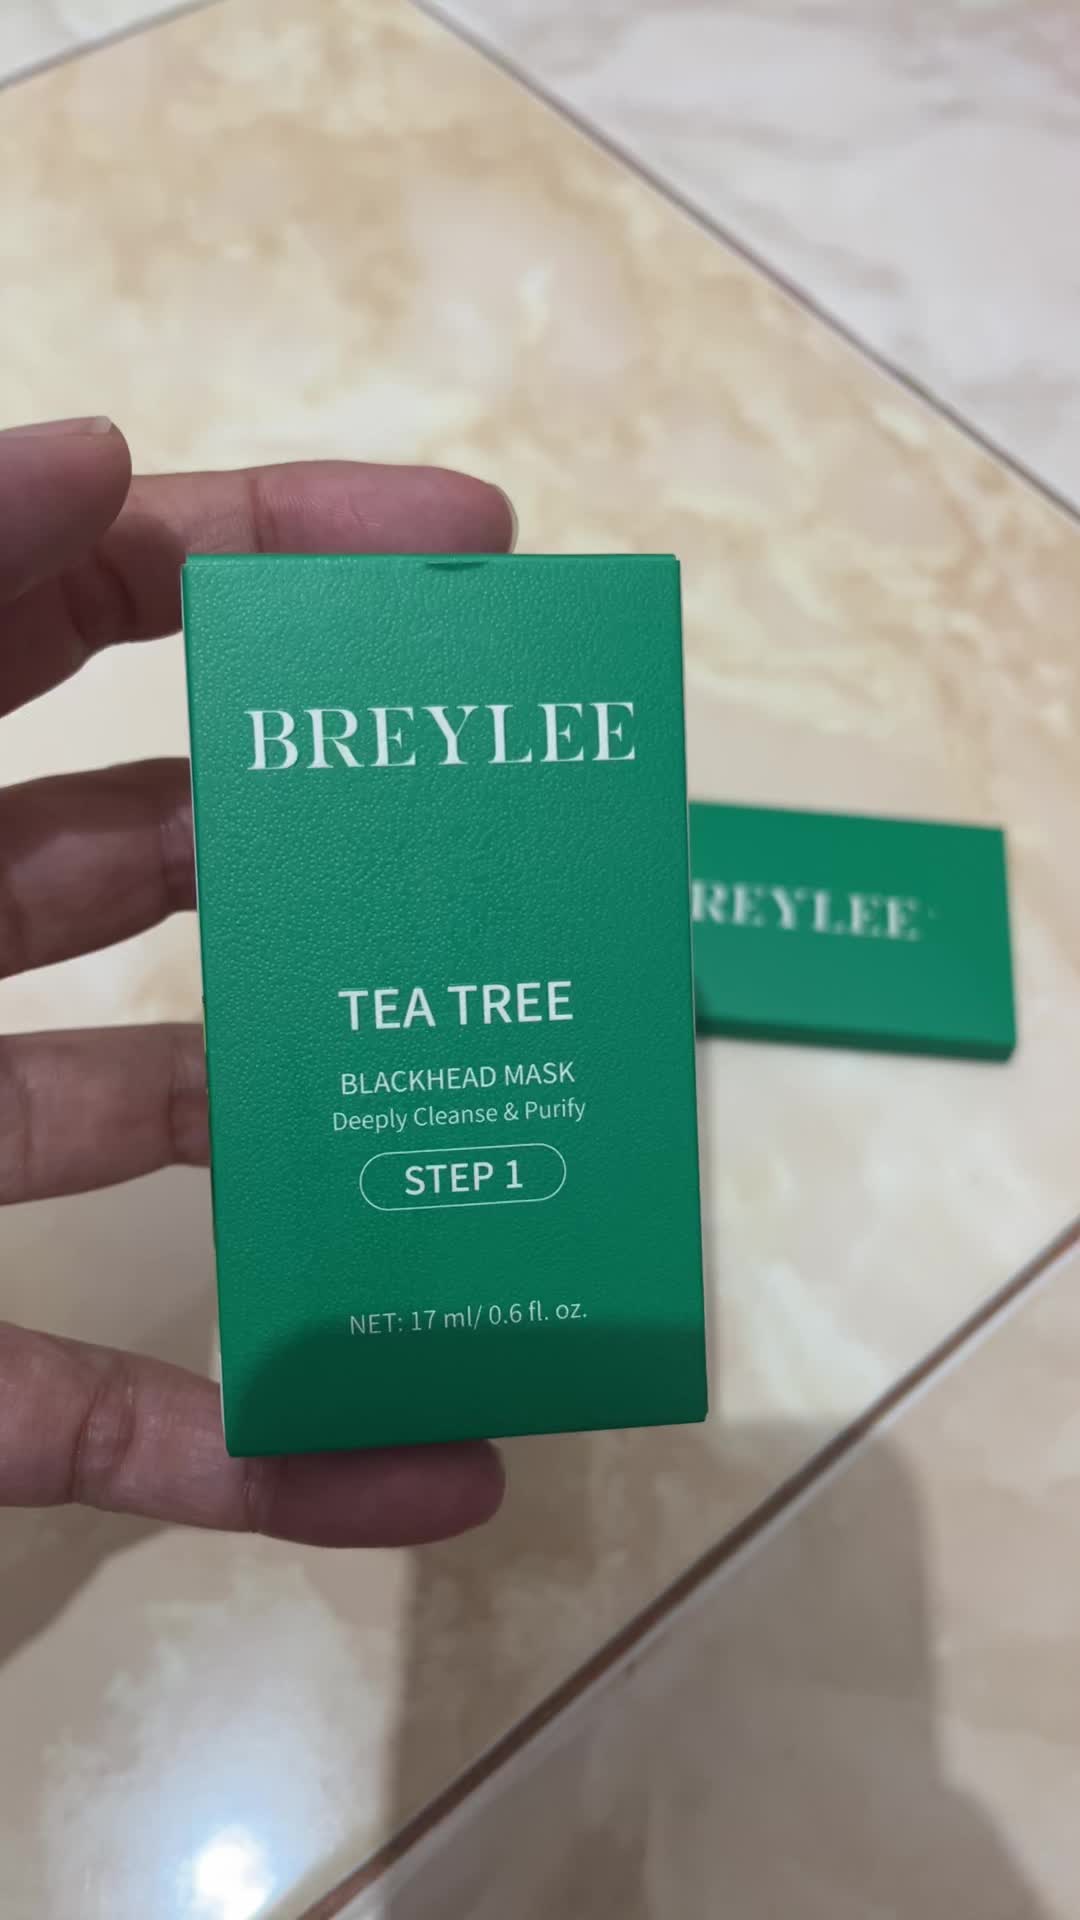 BREYLEE
TEA TREE
BLACKHEAD MASK
Deeply Cleanse & Purify
STEP 1
NET: 17 ml/ 0.6 fl. oz.
REYLEE